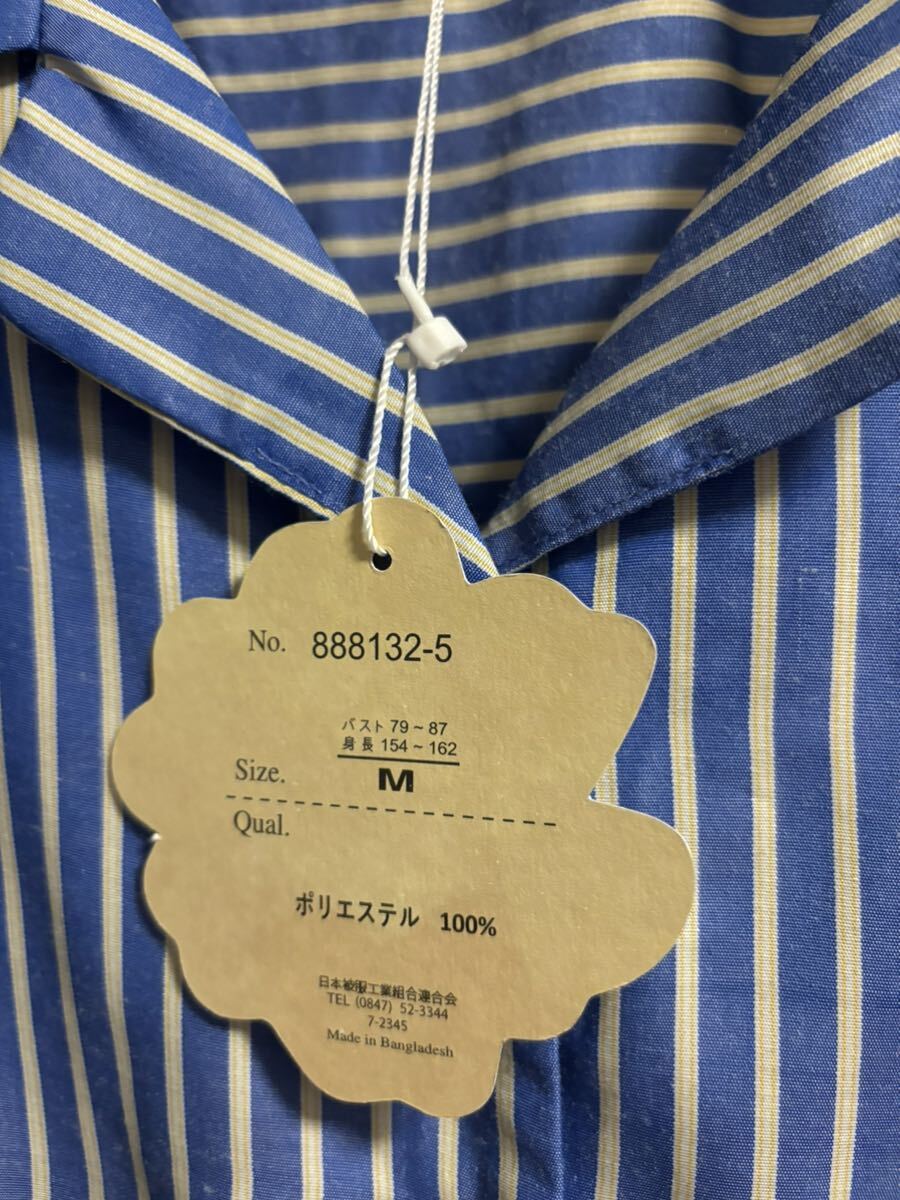 No. 888132-5
バスト 79~87
身長 154~162
Size. M
Qual.
ポリエステル 100%
日本被服工業組合連合会
TEL (0847) 52-3344
7-2345
Made in Bangladesh